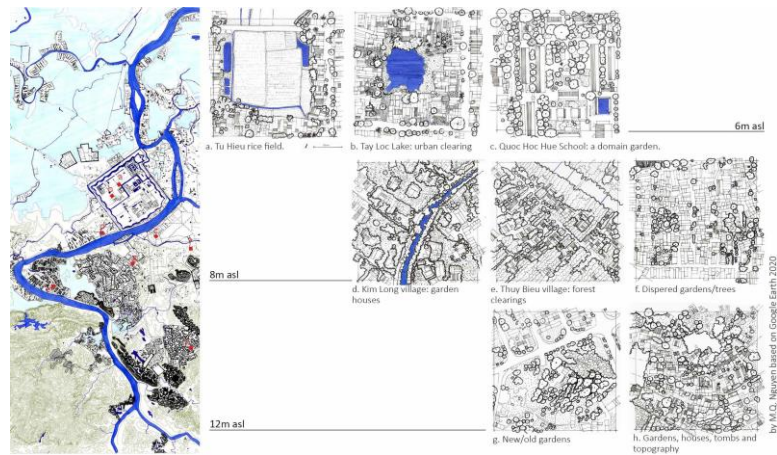 a. Tu Hieu rice field.
b. Tay Loc Lake: urban clearing
c. Quoc Hoc Hue School: a domain garden.
6m asl
8m asl
d. Kim Long village: garden
houses
e. Thuy Bieu village: forest
clearings
f. Dispered gardens/trees
12m asl
g. New/old gardens
h. Gardens, houses, tombs and
topography
by M.Q. Nguyen based on Google Earth 2020